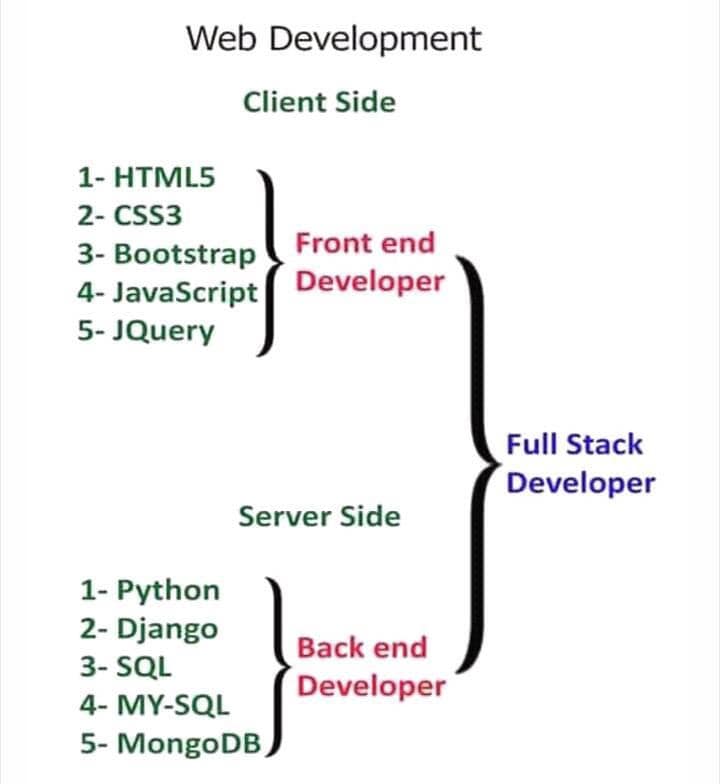 Web Development
Client Side
1- HTML5
2- CSS3
3- Bootstrap
4- JavaScript
5- JQuery
Front end
Developer
Full Stack
Developer
Server Side
1- Python
2- Django
3- SQL
4- MY-SQL
5- MongoDB
Back end
Developer